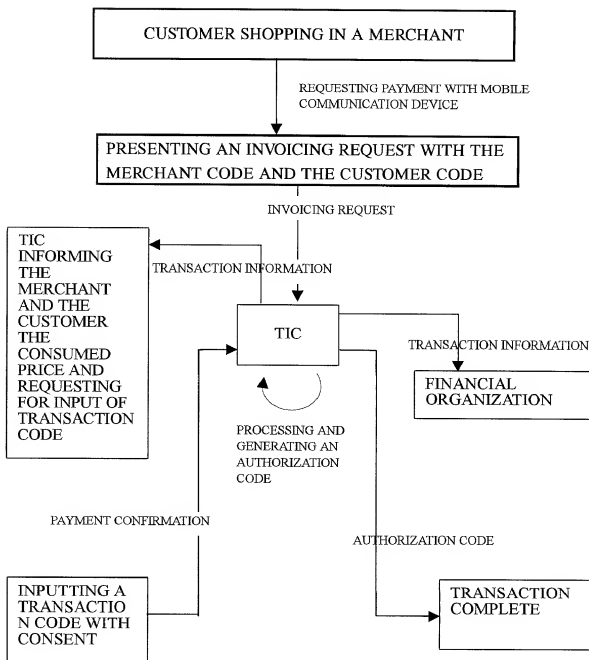 CUSTOMER SHOPPING IN A MERCHANT
REQUESTING PAYMENT WITH MOBILE
COMMUNICATION DEVICE
PRESENTING AN INVOICING REQUEST WITH THE
MERCHANT CODE AND THE CUSTOMER CODE
INVOICING REQUEST
TIC
INFORMING
THE
MERCHANT
AND THE
CUSTOMER
THE
CONSUMED
PRICE AND
REQUESTING
FOR INPUT OF
TRANSACTION
CODE
TRANSACTION INFORMATION
TIC
TRANSACTION INFORMATION
FINANCIAL
ORGANIZATION
PROCESSING AND
GENERATING AN
AUTHORIZATION
CODE
PAYMENT CONFIRMATION
AUTHORIZATION CODE
INPUTTING A
TRANSACTIO
N CODE WITH
CONSENT
TRANSACTION
COMPLETE